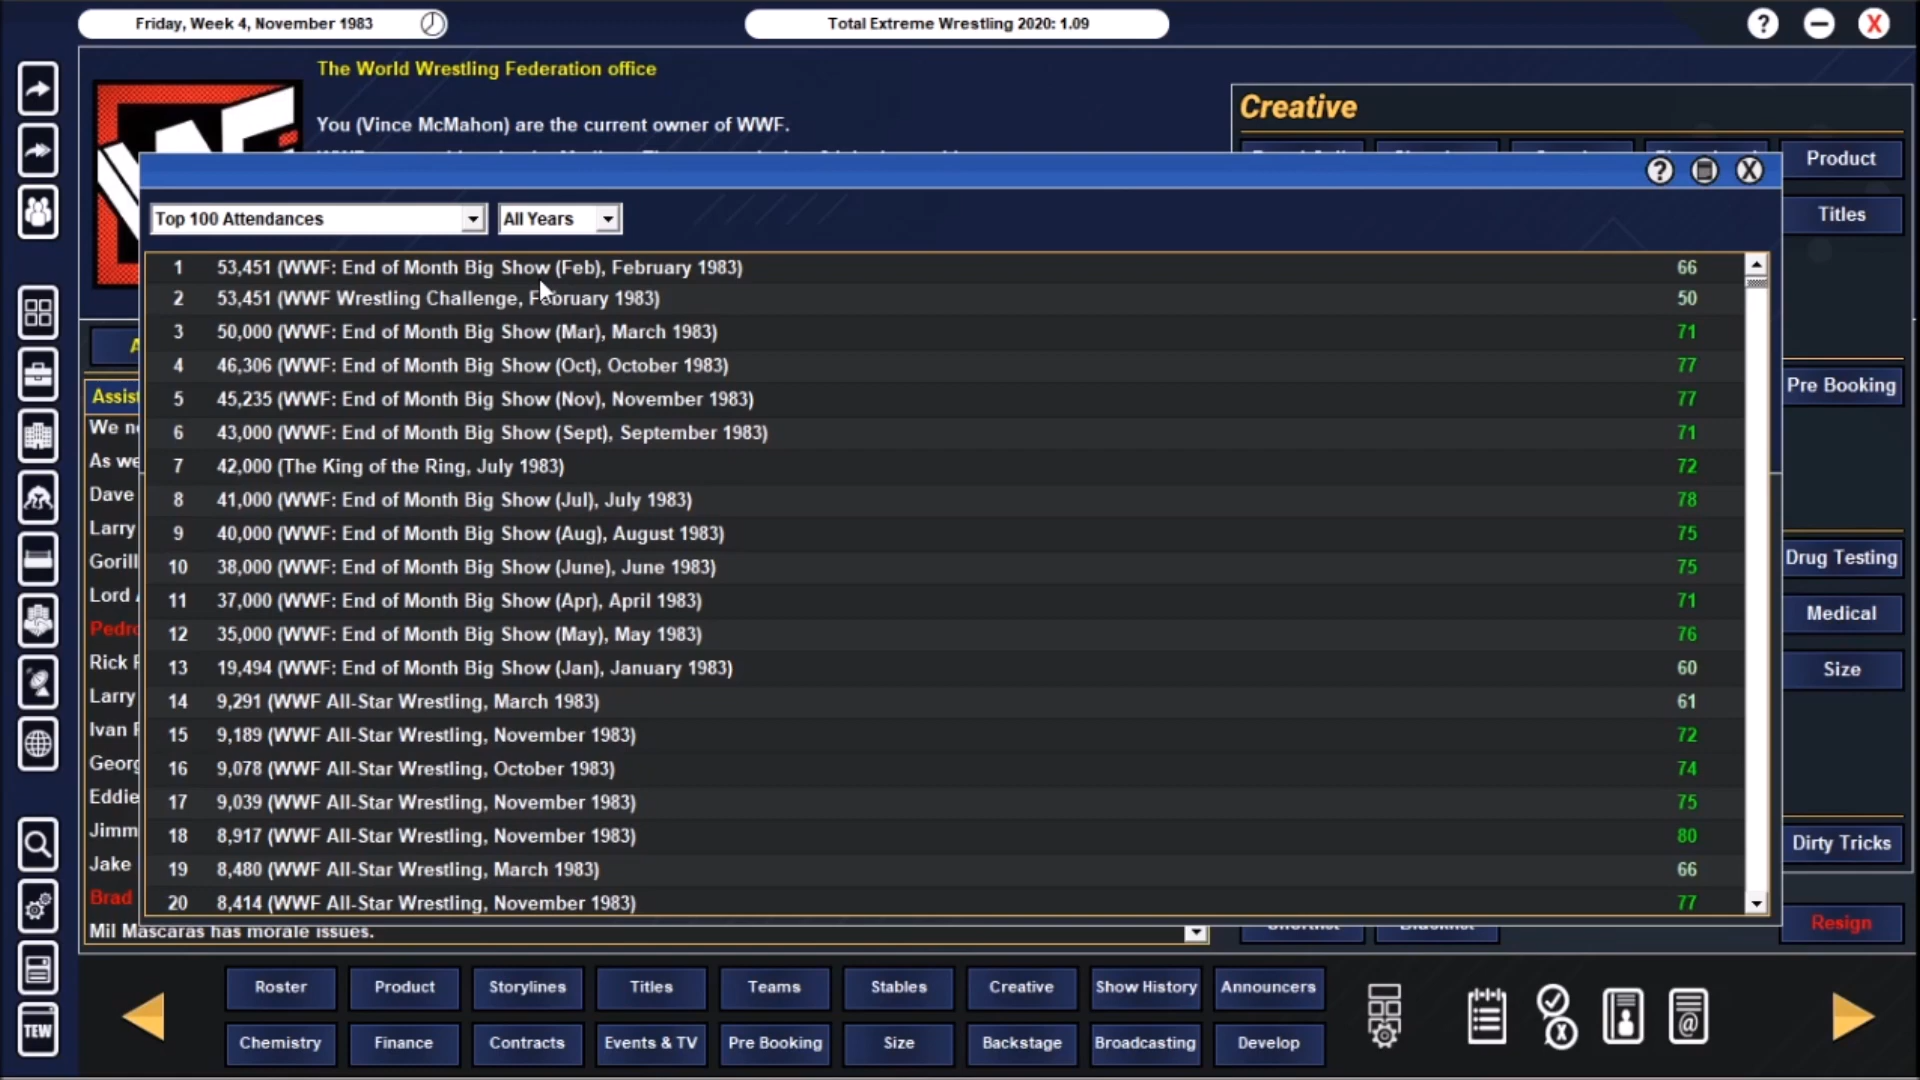 Friday, Week 4, November 1983
Total Extreme Wrestling 2020: 1.09
?
X
The World Wrestling Federation office
You (Vince McMahon) are the current owner of WWF.
Creative
Product
Titles
Pre Booking
Drug Testing
Medical
Size
Dirty Tricks
Resign
? X
Top 100 Attendances
All Years
1 53,451 (WWF: End of Month Big Show (Feb), February 1983) 66
2 53,451 (WWF Wrestling Challenge, February 1983) 50
3 50,000 (WWF: End of Month Big Show (Mar), March 1983) 71
4 46,306 (WWF: End of Month Big Show (Oct), October 1983) 77
5 45,235 (WWF: End of Month Big Show (Nov), November 1983) 77
6 43,000 (WWF: End of Month Big Show (Sept), September 1983) 71
7 42,000 (The King of the Ring, July 1983) 72
8 41,000 (WWF: End of Month Big Show (Jul), July 1983) 78
9 40,000 (WWF: End of Month Big Show (Aug), August 1983) 75
10 38,000 (WWF: End of Month Big Show (June), June 1983) 75
11 37,000 (WWF: End of Month Big Show (Apr), April 1983) 71
12 35,000 (WWF: End of Month Big Show (May), May 1983) 76
13 19,494 (WWF: End of Month Big Show (Jan), January 1983) 60
14 9,291 (WWF All-Star Wrestling, March 1983) 61
15 9,189 (WWF All-Star Wrestling, November 1983) 72
16 9,078 (WWF All-Star Wrestling, October 1983) 74
17 9,039 (WWF All-Star Wrestling, November 1983) 75
18 8,917 (WWF All-Star Wrestling, November 1983) 80
19 8,480 (WWF All-Star Wrestling, March 1983) 66
20 8,414 (WWF All-Star Wrestling, November 1983) 77
Assist
We n
As we
Dave
Larry
Gorill
Lord
Pedro
Rick
Larry
Ivan
Georg
Eddie
Jimm
Jake
Brad
Mil Mascaras has morale issues.
Roster
Product
Storylines
Titles
Teams
Stables
Creative
Show History
Announcers
Chemistry
Finance
Contracts
Events & TV
Pre Booking
Size
Backstage
Broadcasting
Develop
TEW